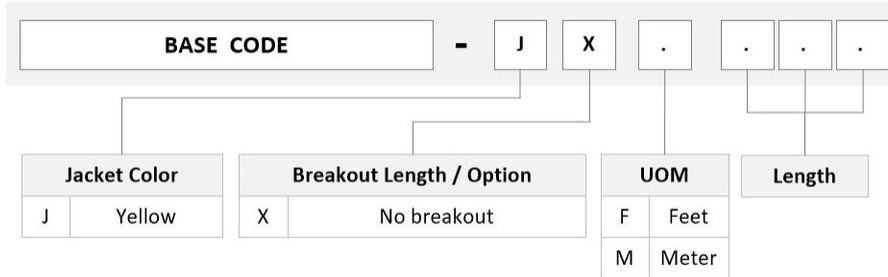 BASE CODE - J X . . . .
Jacket Color Breakout Length / Option UOM Length
J Yellow X No breakout F Feet
M Meter